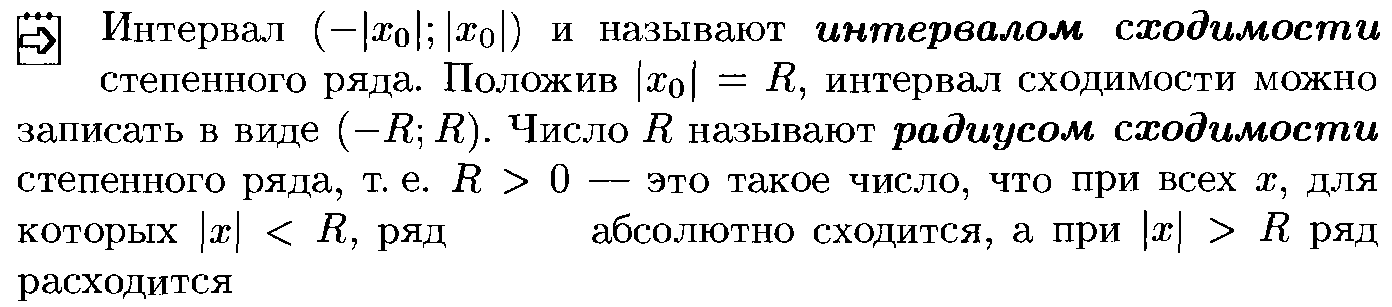 Интервал (−|x₀|; |x₀|) и называют интервалом сходимости
степенного ряда. Положив |x₀| = R, интервал сходимости можно
записать в виде (−R; R). Число R называют радиусом сходимости
степенного ряда, т. е. R > 0 — это такое число, что при всех x, для
которых |x| < R, ряд абсолютно сходится, а при |x| > R ряд
расходится